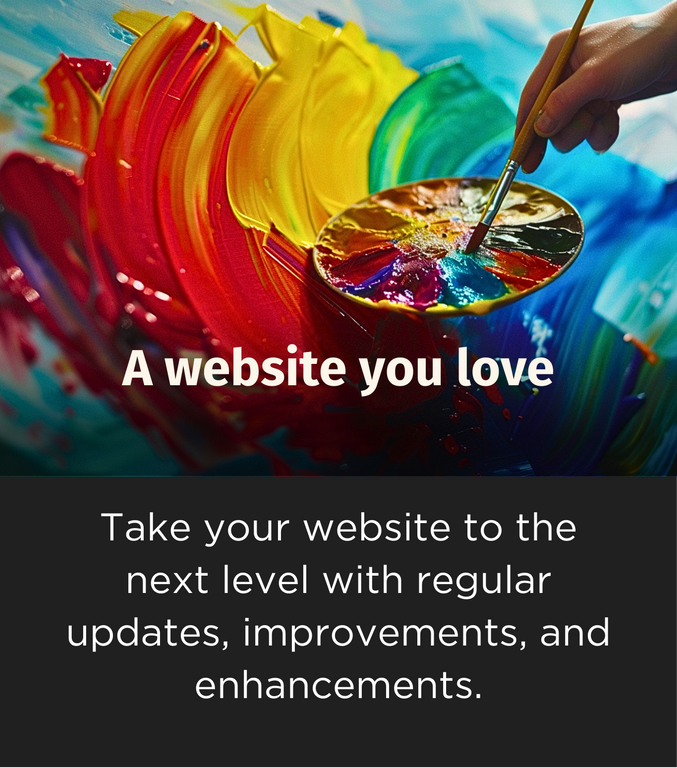 A website you love
Take your website to the
next level with regular
updates, improvements, and
enhancements.